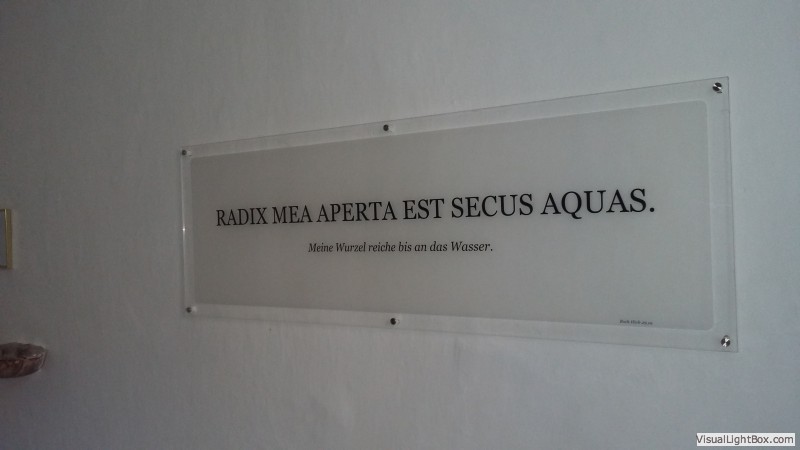 RADIX MEA APERTA EST SECUS AQUAS.
Meine Wurzel reiche bis an das Wasser.
VisualLightBox.com